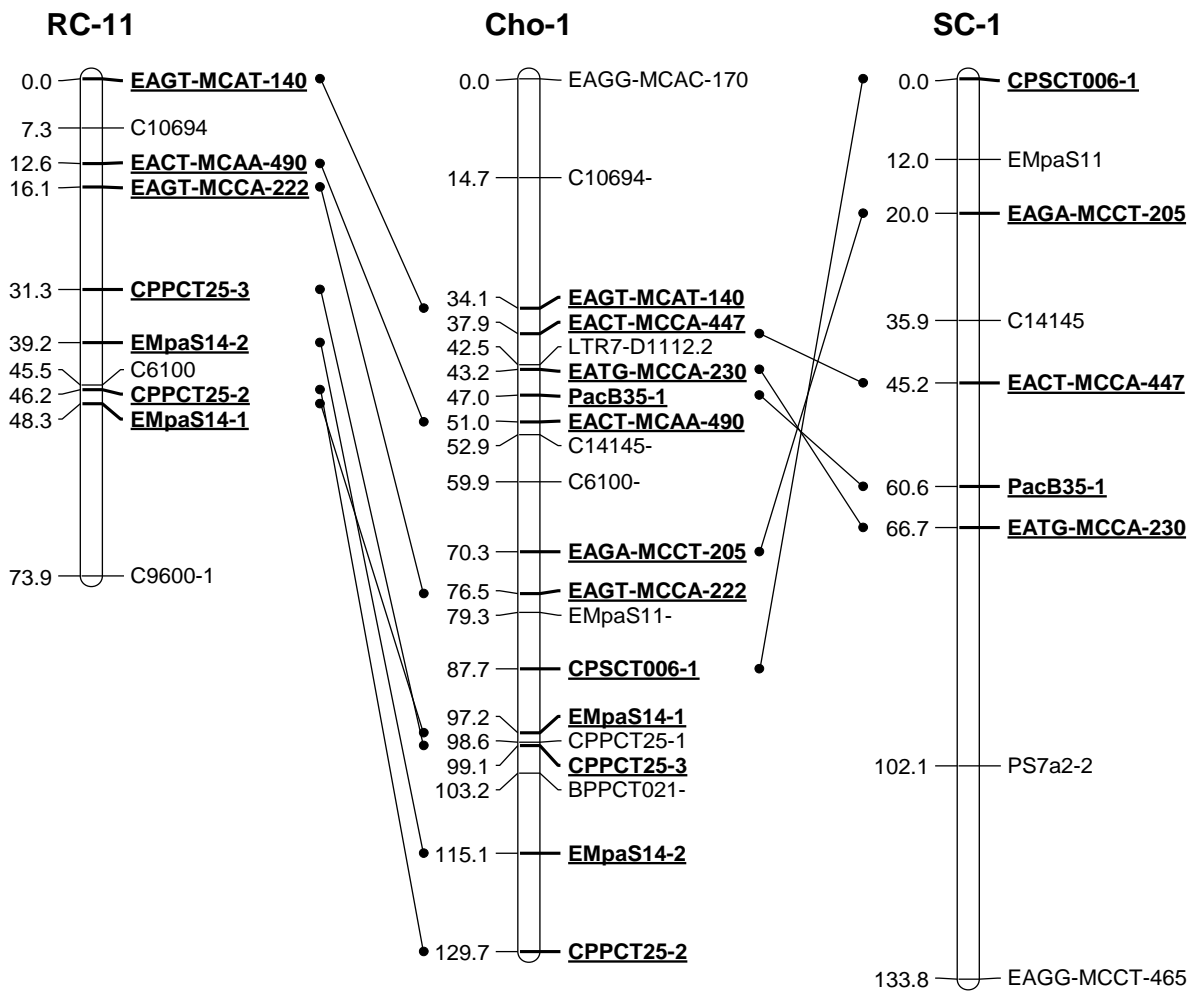 RC-11
0.0 EAGT-MCAT-140
7.3 C10694
12.6 EACT-MCAA-490
16.1 EAGT-MCCA-222
31.3 CPPCT25-3
39.2 EMpaS14-2
45.5 C6100
46.2 CPPCT25-2
48.3 EMpaS14-1
73.9 C9600-1
Cho-1
0.0 EAGG-MCAC-170
14.7 C10694-
34.1 EAGT-MCAT-140
37.9 EACT-MCCA-447
42.5 LTR7-D1112.2
43.2 EATG-MCCA-230
47.0 PacB35-1
51.0 EACT-MCAA-490
52.9 C14145-
59.9 C6100-
70.3 EAGA-MCCT-205
76.5 EAGT-MCCA-222
79.3 EMpaS11-
87.7 CPSCT006-1
97.2 EMpaS14-1
98.6 CPPCT25-1
99.1 CPPCT25-3
103.2 BPPCT021-
115.1 EMpaS14-2
129.7 CPPCT25-2
SC-1
0.0 CPSCT006-1
12.0 EMpaS11
20.0 EAGA-MCCT-205
35.9 C14145
45.2 EACT-MCCA-447
60.6 PacB35-1
66.7 EATG-MCCA-230
102.1 PS7a2-2
133.8 EAGG-MCCT-465